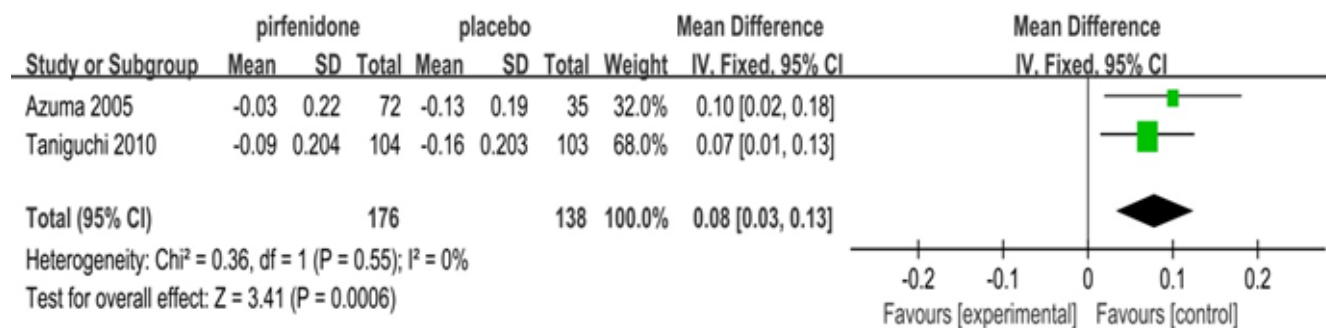 pirfenidone placebo Mean Difference Mean Difference
Study or Subgroup Mean SD Total Mean SD Total Weight IV, Fixed, 95% CI IV, Fixed, 95% CI
Azuma 2005 -0.03 0.22 72 -0.13 0.19 35 32.0% 0.10 [0.02, 0.18]
Taniguchi 2010 -0.09 0.204 104 -0.16 0.203 103 68.0% 0.07 [0.01, 0.13]
Total (95% CI) 176 138 100.0% 0.08 [0.03, 0.13]
Heterogeneity: Chi² = 0.36, df = 1 (P = 0.55); I² = 0%
Test for overall effect: Z = 3.41 (P = 0.0006)
-0.2 -0.1 0 0.1 0.2
Favours [experimental] Favours [control]